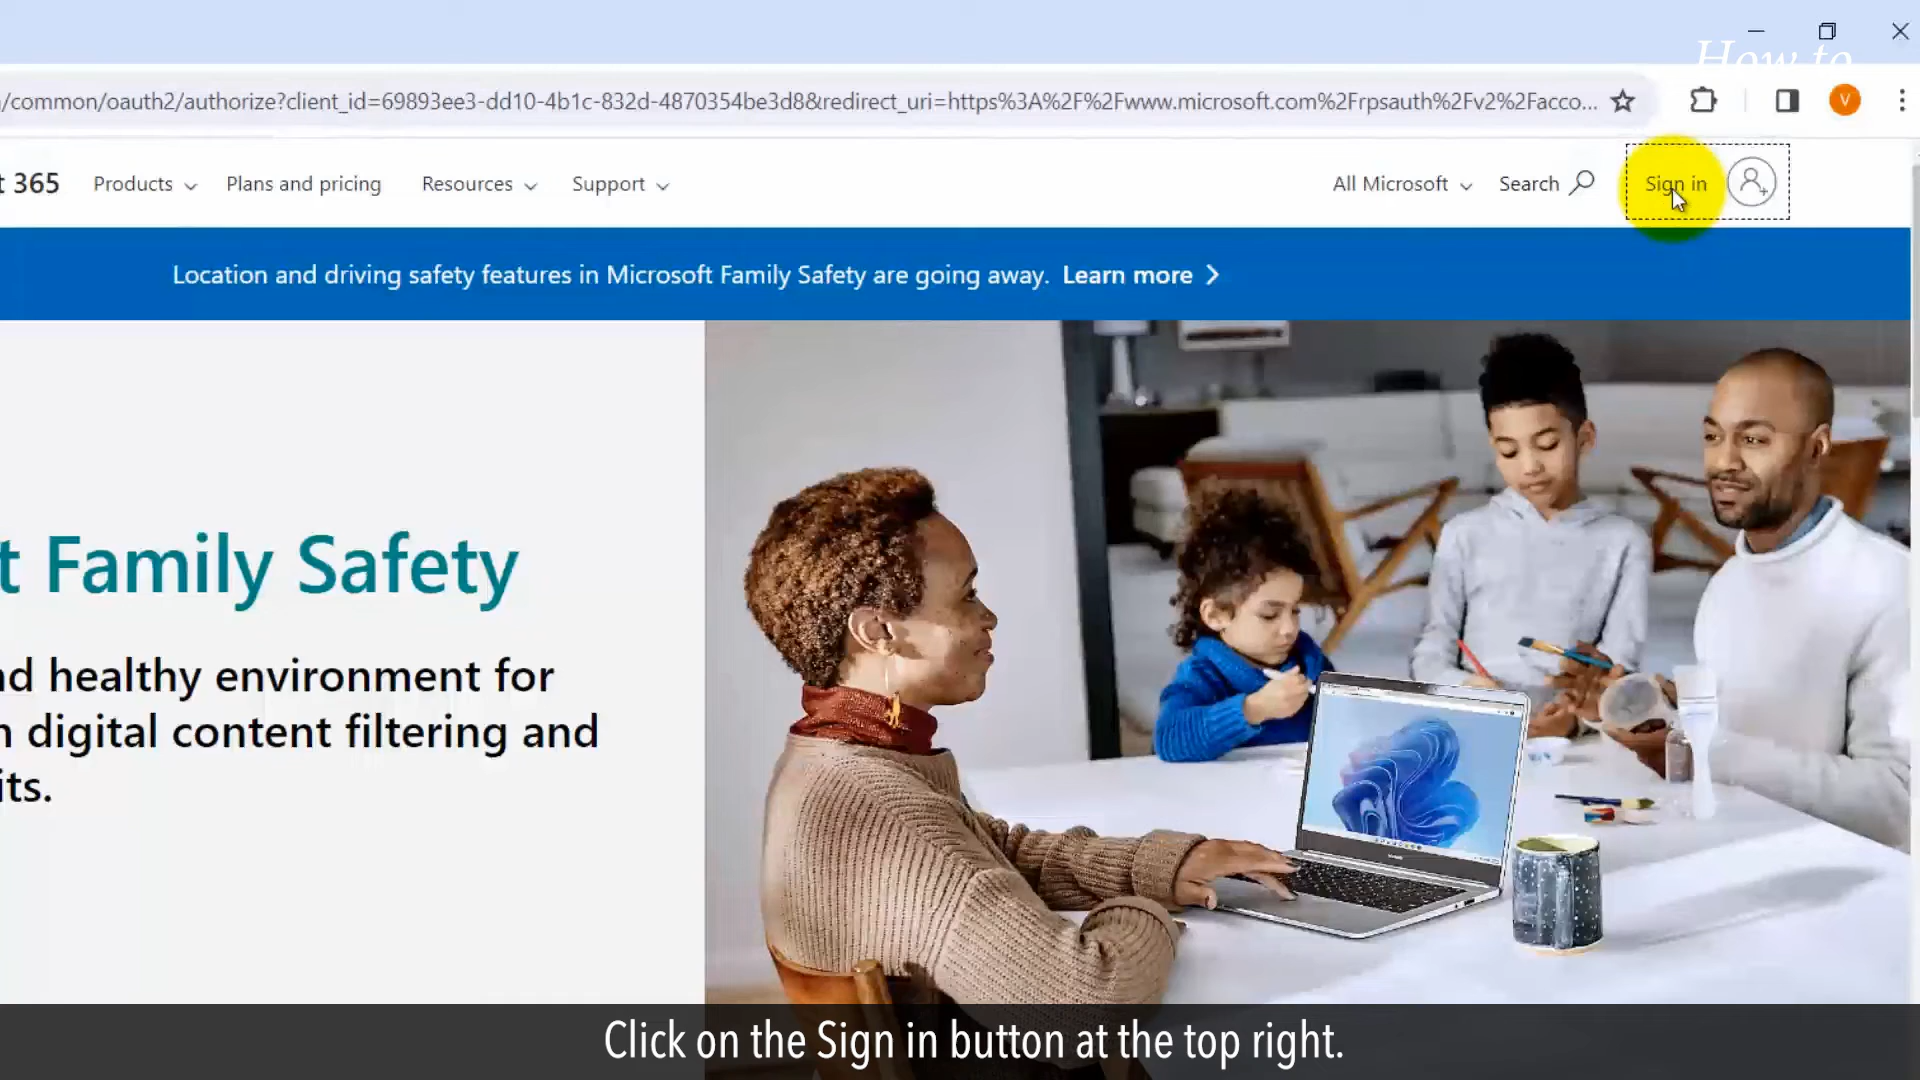 How to
/common/oauth2/authorize?client_id=69893ee3-dd10-4b1c-832d-4870354be3d8&redirect_uri=https%3A%2F%2Fwww.microsoft.com%2Frpsauth%2Fv2%2Facco...
V
t 365 Products Plans and pricing Resources Support All Microsoft Search Sign in
Location and driving safety features in Microsoft Family Safety are going away. Learn more
t Family Safety
nd healthy environment for
n digital content filtering and
its.
Click on the Sign in button at the top right.